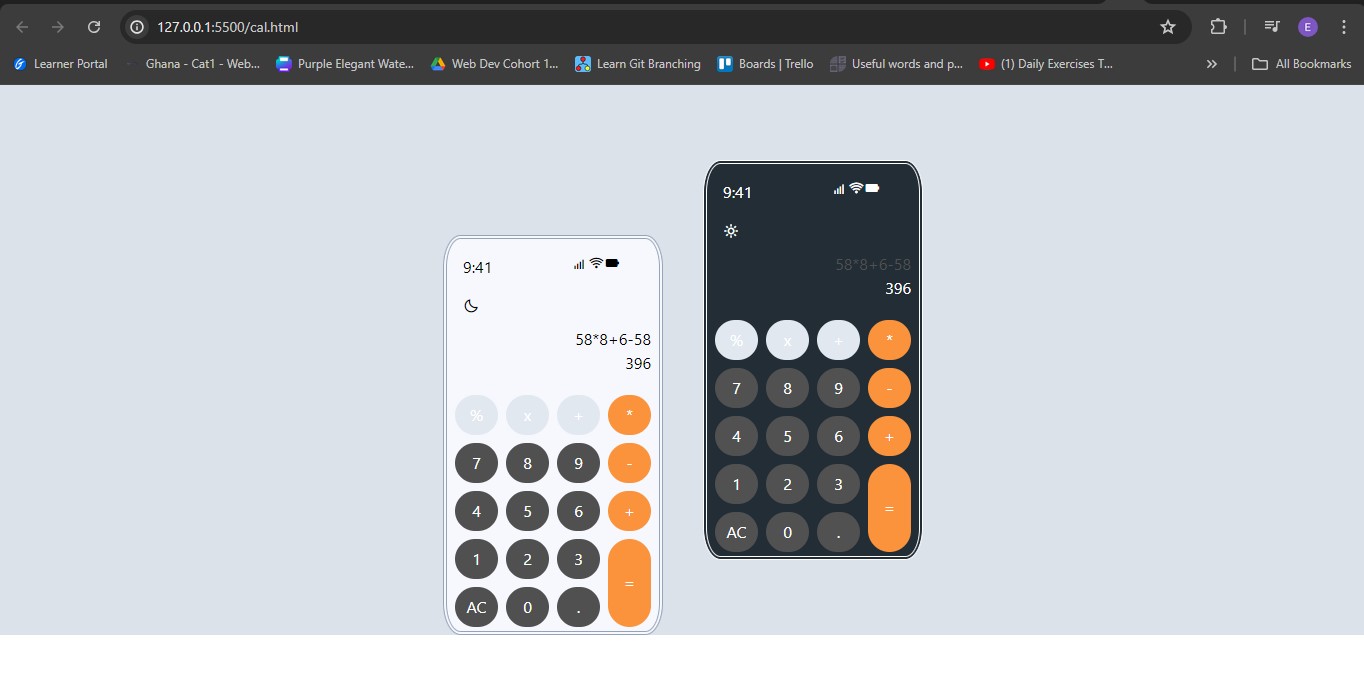 127.0.0.1:5500/cal.html
E
Learner Portal
Ghana - Cat1 - Web...
Purple Elegant Wate...
Web Dev Cohort 1...
Learn Git Branching
Boards | Trello
Useful words and p...
(1) Daily Exercises T...
»
All Bookmarks
9:41
58*8+6-58
396
% x + *
7 8 9 -
4 5 6 +
1 2 3
=
AC 0 .
9:41
58*8+6-58
396
% x + *
7 8 9 -
4 5 6 +
1 2 3
=
AC 0 .